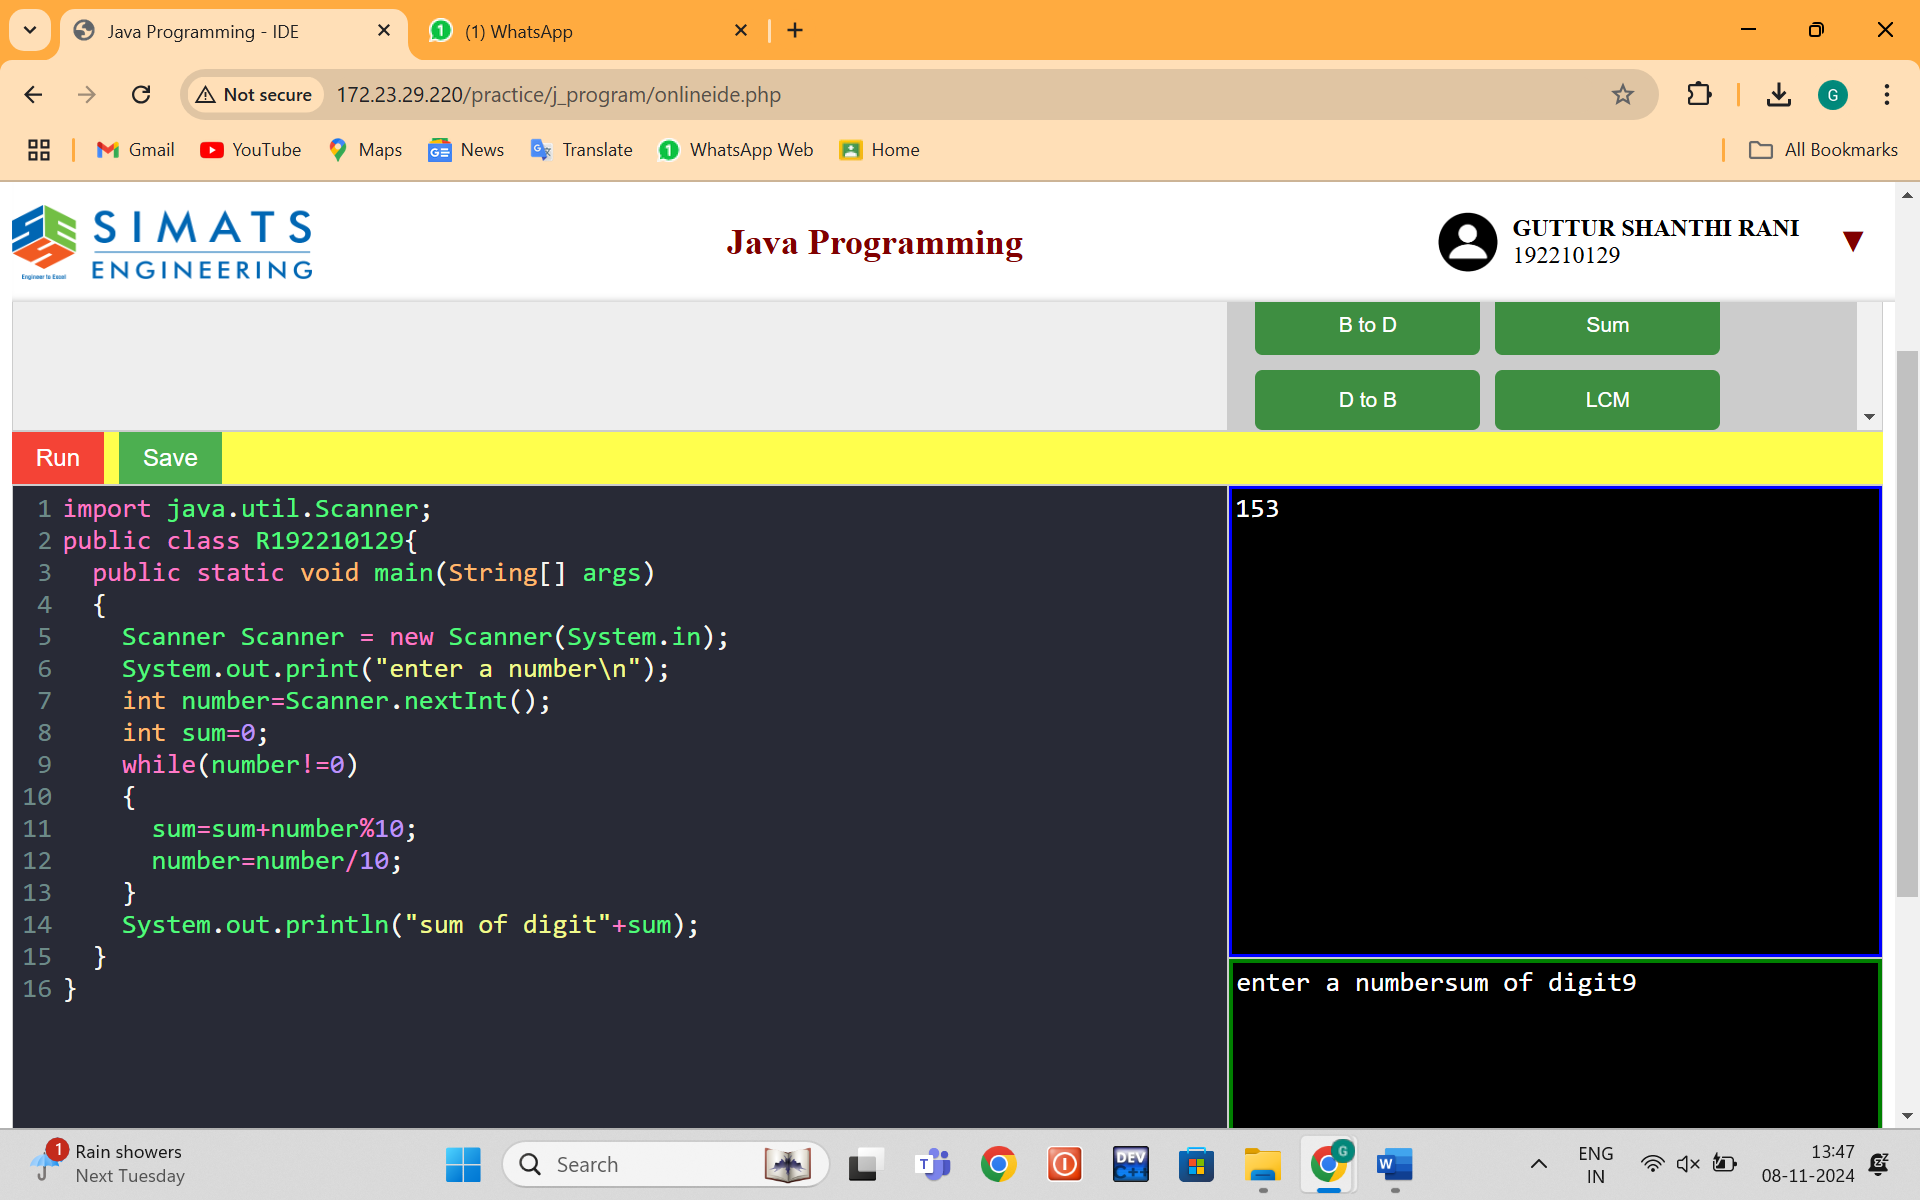 Java Programming - IDE
(1) WhatsApp
Not secure
172.23.29.220/practice/j_program/onlineide.php
G
Gmail
YouTube
Maps
News
Translate
WhatsApp Web
Home
All Bookmarks
SIMATS
ENGINEERING
Engineer to Excel
Java Programming
GUTTUR SHANTHI RANI
192210129
B to D
Sum
D to B
LCM
Run
Save
1 import java.util.Scanner;
2 public class R192210129{
3 public static void main(String[] args)
4 {
5 Scanner Scanner = new Scanner(System.in);
6 System.out.print("enter a number\n");
7 int number=Scanner.nextInt();
8 int sum=0;
9 while(number!=0)
10 {
11 sum=sum+number%10;
12 number=number/10;
13 }
14 System.out.println("sum of digit"+sum);
15 }
16 }
153
enter a numbersum of digit9
1
Rain showers
Next Tuesday
Search
DEV
C++
G
W
ENG
IN
13:47
08-11-2024